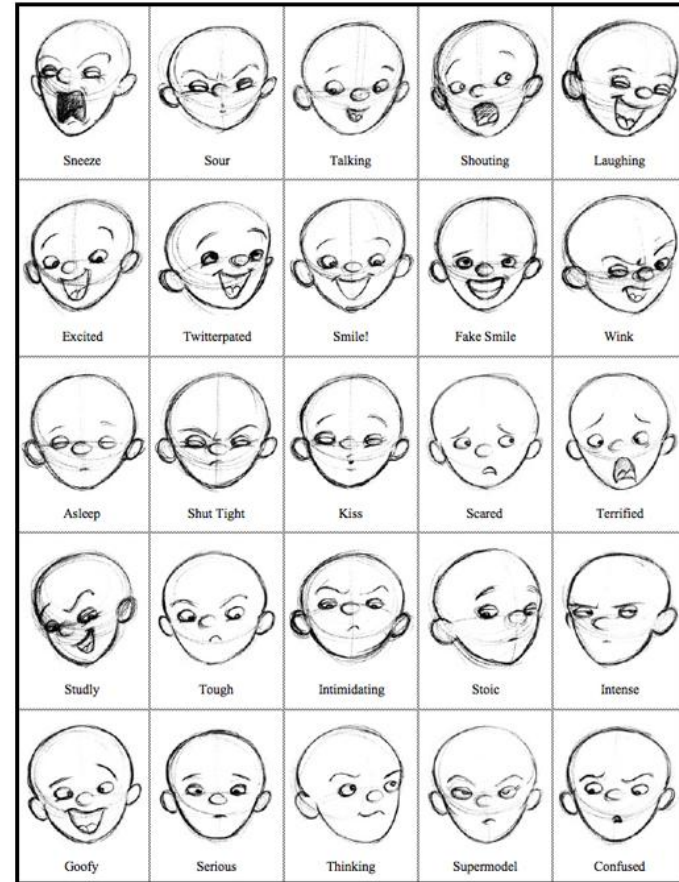 Sneeze
Sour
Talking
Shouting
Laughing
Excited
Twitterpated
Smile!
Fake Smile
Wink
Asleep
Shut Tight
Kiss
Scared
Terrified
Studly
Tough
Intimidating
Stoic
Intense
Goofy
Serious
Thinking
Supermodel
Confused